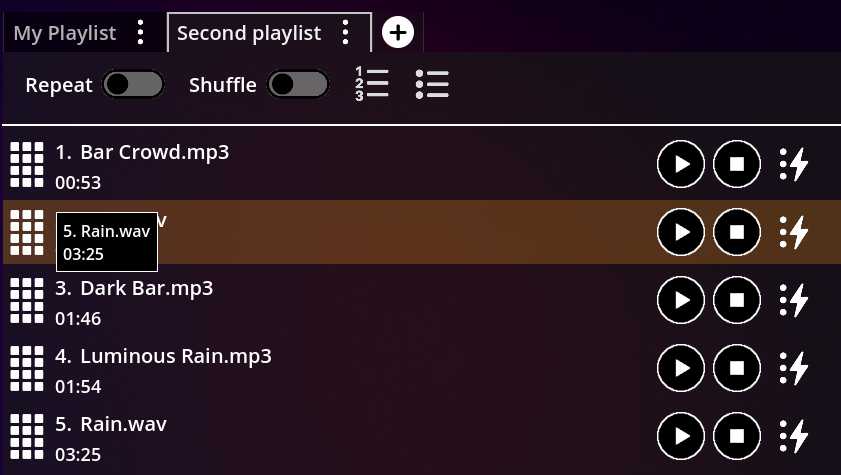 My Playlist
Second playlist
Repeat
Shuffle
1
2
3
1. Bar Crowd.mp3
00:53
5. Rain.wav
03:25
3. Dark Bar.mp3
01:46
4. Luminous Rain.mp3
01:54
5. Rain.wav
03:25